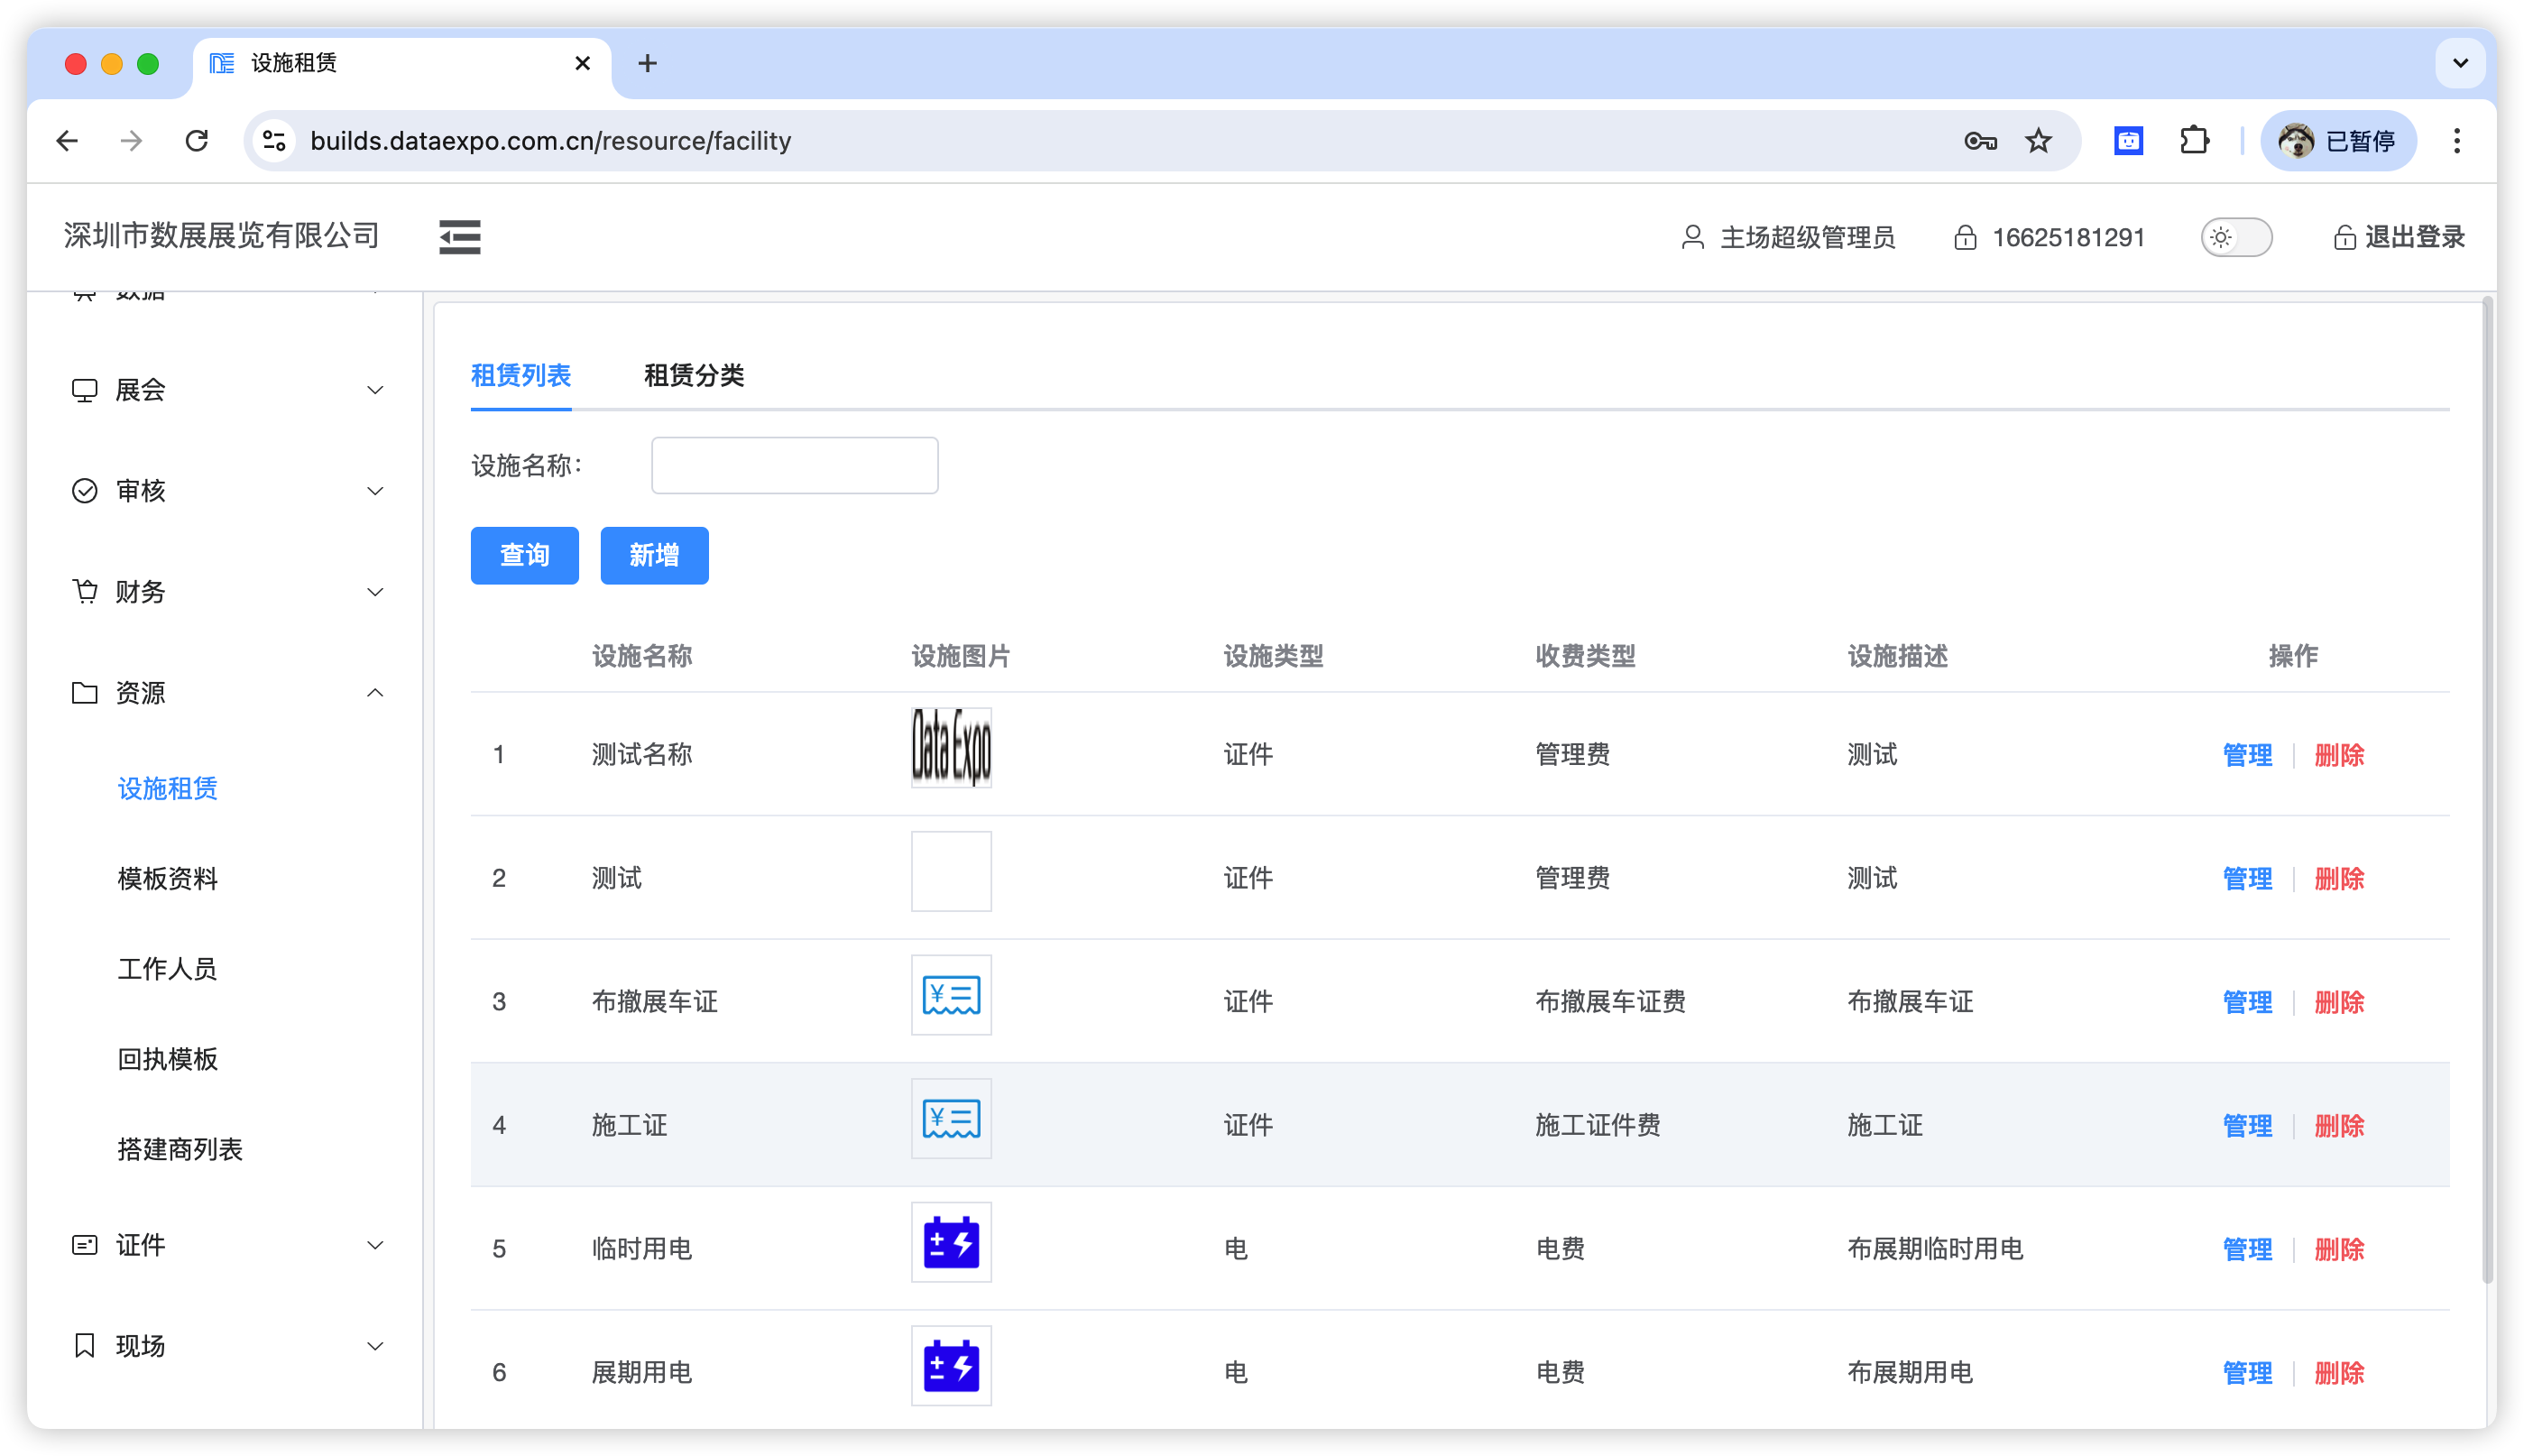 设施租赁
builds.dataexpo.com.cn/resource/facility
已暂停
深圳市数展展览有限公司
主场超级管理员
16625181291
退出登录
数据
展会
审核
财务
资源
设施租赁
模板资料
工作人员
回执模板
搭建商列表
证件
现场
租赁列表 租赁分类
设施名称：
查询 新增
设施名称 设施图片 设施类型 收费类型 设施描述 操作
1 测试名称 Data Expo 证件 管理费 测试 管理 删除
2 测试 证件 管理费 测试 管理 删除
3 布撤展车证 ¥ 证件 布撤展车证费 布撤展车证 管理 删除
4 施工证 ¥ 证件 施工证件费 施工证 管理 删除
5 临时用电 电 电费 布展期临时用电 管理 删除
6 展期用电 电 电费 布展期用电 管理 删除